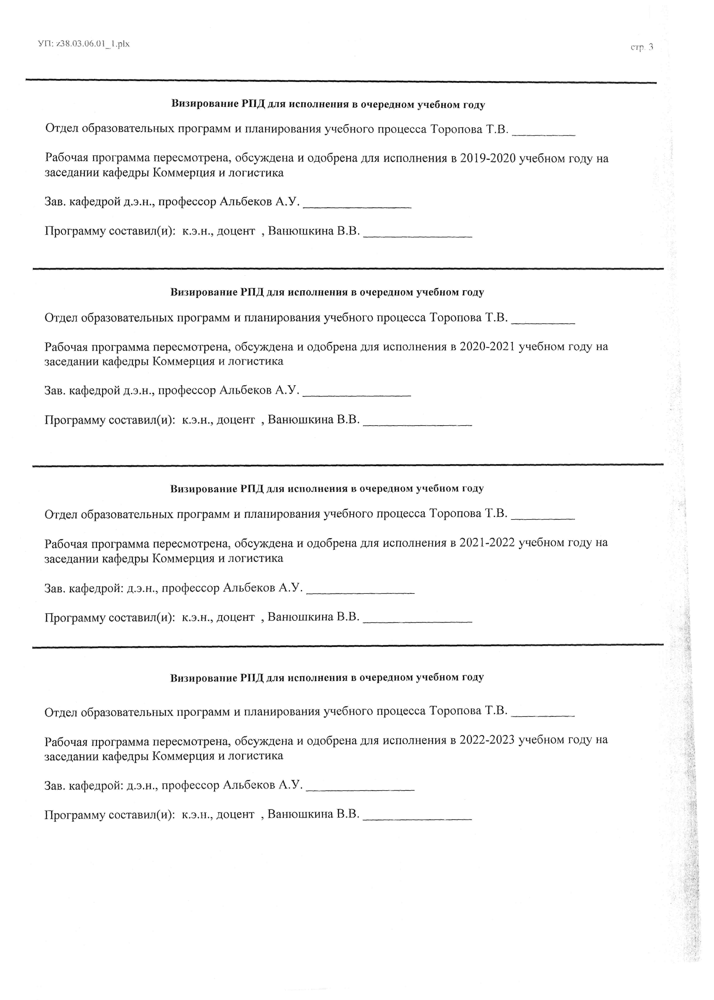 УП: z38.03.06.01_1.plx
стр. 3
Визирование РПД для исполнения в очередном учебном году
Отдел образовательных программ и планирования учебного процесса Торопова Т.В. __________
Рабочая программа пересмотрена, обсуждена и одобрена для исполнения в 2019-2020 учебном году на
заседании кафедры Коммерция и логистика
Зав. кафедрой д.э.н., профессор Альбеков А.У. _________________
Программу составил(и): к.э.н., доцент , Ванюшкина В.В. _________________
Визирование РПД для исполнения в очередном учебном году
Отдел образовательных программ и планирования учебного процесса Торопова Т.В. __________
Рабочая программа пересмотрена, обсуждена и одобрена для исполнения в 2020-2021 учебном году на
заседании кафедры Коммерция и логистика
Зав. кафедрой д.э.н., профессор Альбеков А.У. _________________
Программу составил(и): к.э.н., доцент , Ванюшкина В.В. _________________
Визирование РПД для исполнения в очередном учебном году
Отдел образовательных программ и планирования учебного процесса Торопова Т.В. __________
Рабочая программа пересмотрена, обсуждена и одобрена для исполнения в 2021-2022 учебном году на
заседании кафедры Коммерция и логистика
Зав. кафедрой: д.э.н., профессор Альбеков А.У. _________________
Программу составил(и): к.э.н., доцент , Ванюшкина В.В. _________________
Визирование РПД для исполнения в очередном учебном году
Отдел образовательных программ и планирования учебного процесса Торопова Т.В. __________
Рабочая программа пересмотрена, обсуждена и одобрена для исполнения в 2022-2023 учебном году на
заседании кафедры Коммерция и логистика
Зав. кафедрой: д.э.н., профессор Альбеков А.У. _________________
Программу составил(и): к.э.н., доцент , Ванюшкина В.В. _________________